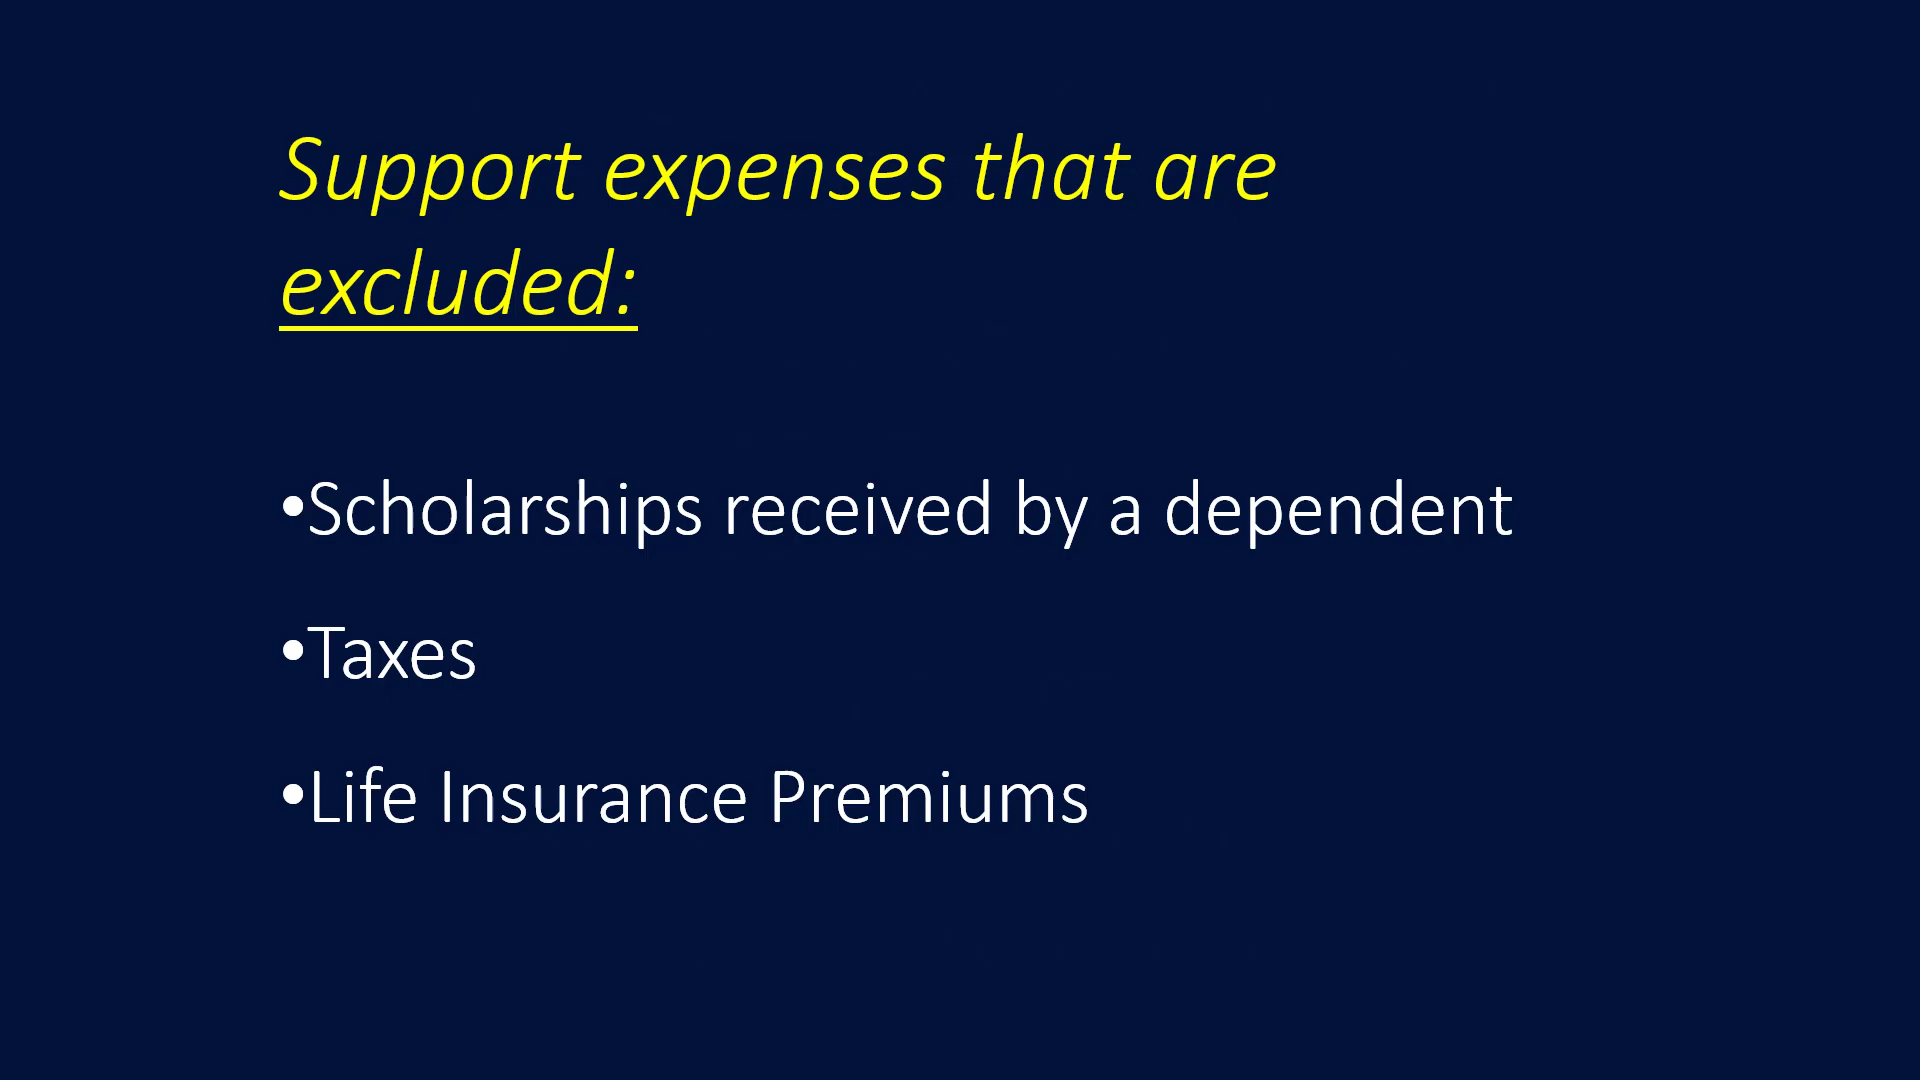 Support expenses that are
excluded:
•Scholarships received by a dependent
•Taxes
•Life Insurance Premiums